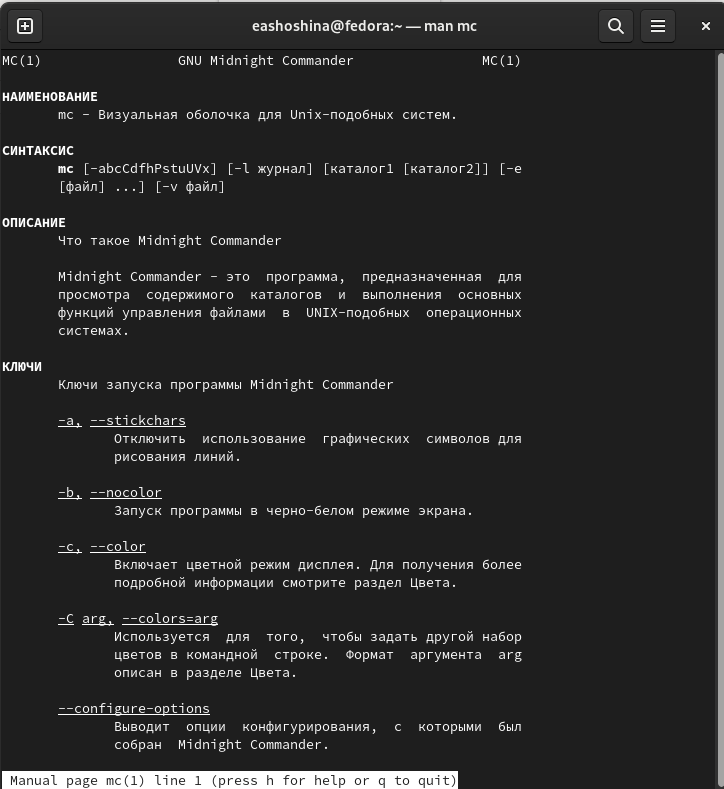 eashoshina@fedora:~ — man mc
MC(1) GNU Midnight Commander MC(1)
НАИМЕНОВАНИЕ
mc - Визуальная оболочка для Unix-подобных систем.
СИНТАКСИС
mc [-abcCdfhPstuUVx] [-l журнал] [каталог1 [каталог2]] [-e
[файл] ...] [-v файл]
ОПИСАНИЕ
Что такое Midnight Commander
Midnight Commander - это программа, предназначенная для
просмотра содержимого каталогов и выполнения основных
функций управления файлами в UNIX-подобных операционных
системах.
КЛЮЧИ
Ключи запуска программы Midnight Commander
-a, --stickchars
Отключить использование графических символов для
рисования линий.
-b, --nocolor
Запуск программы в черно-белом режиме экрана.
-c, --color
Включает цветной режим дисплея. Для получения более
подробной информации смотрите раздел Цвета.
-C arg, --colors=arg
Используется для того, чтобы задать другой набор
цветов в командной строке. Формат аргумента arg
описан в разделе Цвета.
--configure-options
Выводит опции конфигурирования, с которыми был
собран Midnight Commander.
Manual page mc(1) line 1 (press h for help or q to quit)